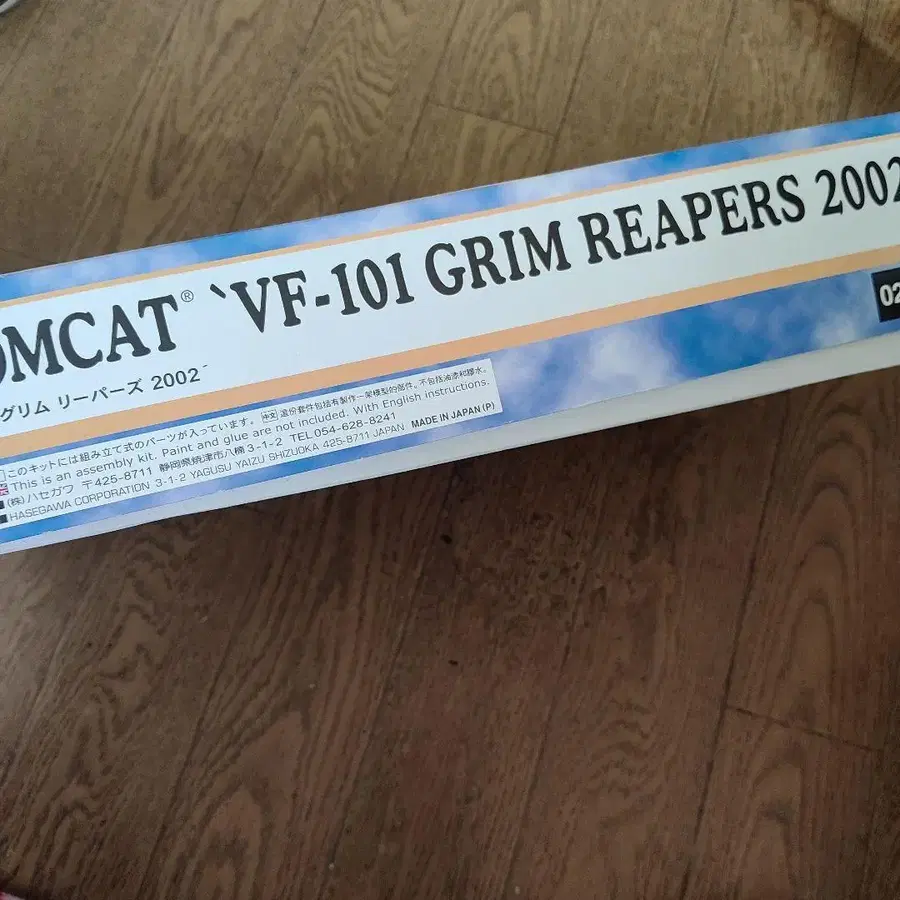 OMCAT® `VF-101 GRIM REAPERS 2002
グリム リーパーズ 2002´
02
このキットには組み立て式のパーツが入っています。 中文 這份套件包括有製作一架模型的部件。不包括油漆和膠水。
This is an assembly kit. Paint and glue are not included. With English instructions.
(株)ハセガワ 〒425-8711 静岡県焼津市八楠3-1-2 TEL054-628-8241
HASEGAWA CORPORATION 3-1-2 YAGUSU YAIZU SHIZUOKA 425-8711 JAPAN MADE IN JAPAN (P)